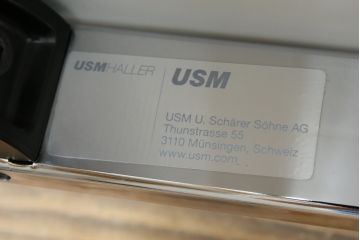 USMHALLER
USM
USM U. Schärer Söhne AG
Thunstrasse 55
3110 Münsingen, Schweiz
www.usm.com